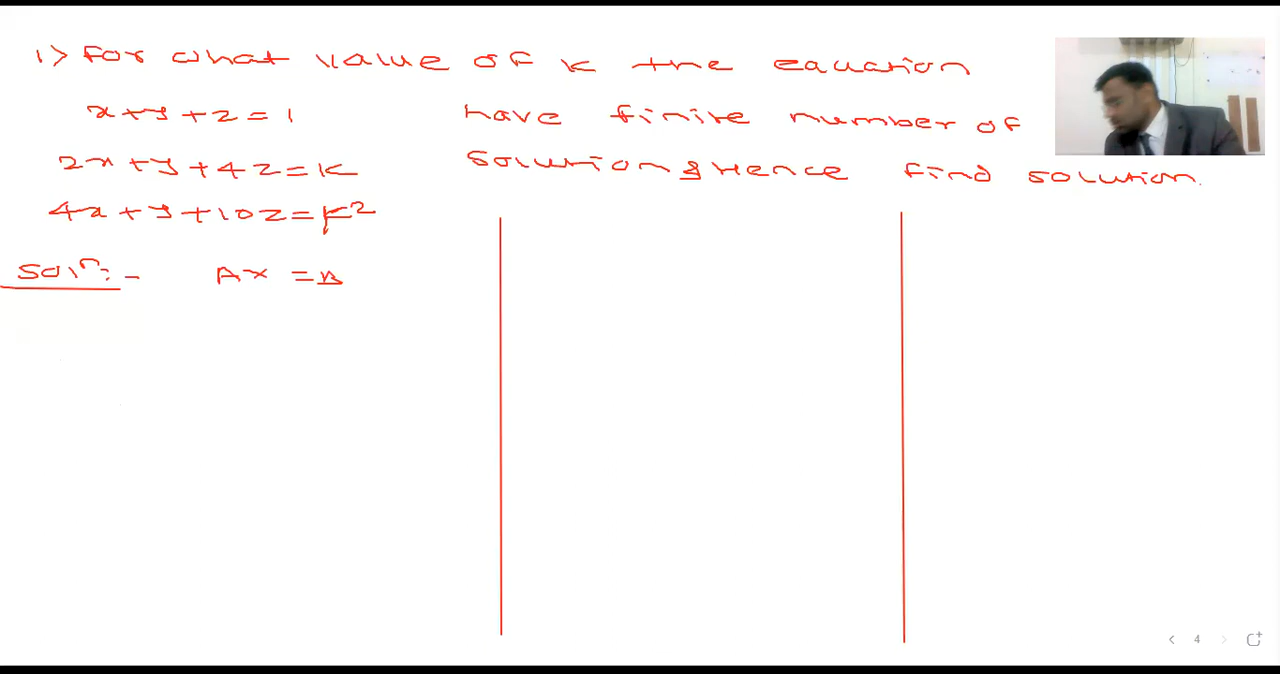 1) For what value of k the equation
x+y+z=1 have finite number of
2x+y+4z=k solution & Hence find solution.
4x+y+10z=k²
Solⁿ:- AX =B
4